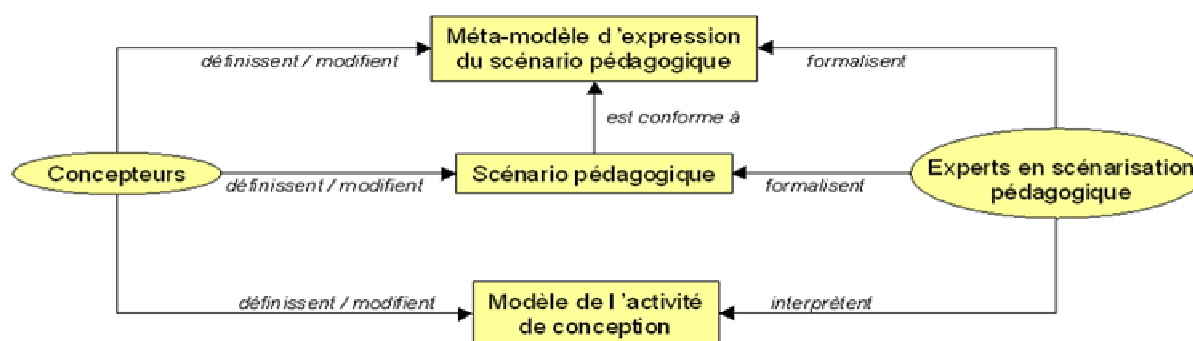 Méta-modèle d 'expression
du scénario pédagogique
définissent / modifient
formalisent
est conforme à
Concepteurs
définissent / modifient
Scénario pédagogique
formalisent
Experts en scénarisation
pédagogique
définissent / modifient
Modèle de l 'activité
de conception
interprètent